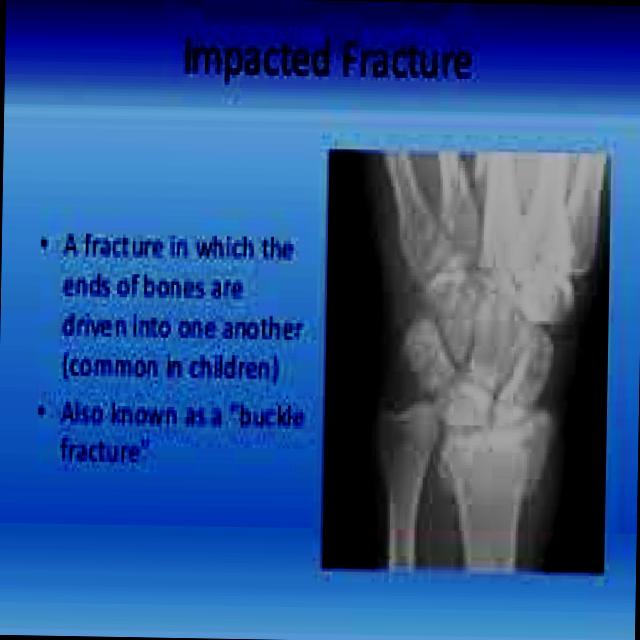 Impacted Fracture
• A fracture in which the
ends of bones are
driven into one another
(common in children)
• Also known as a "buckle
fracture"